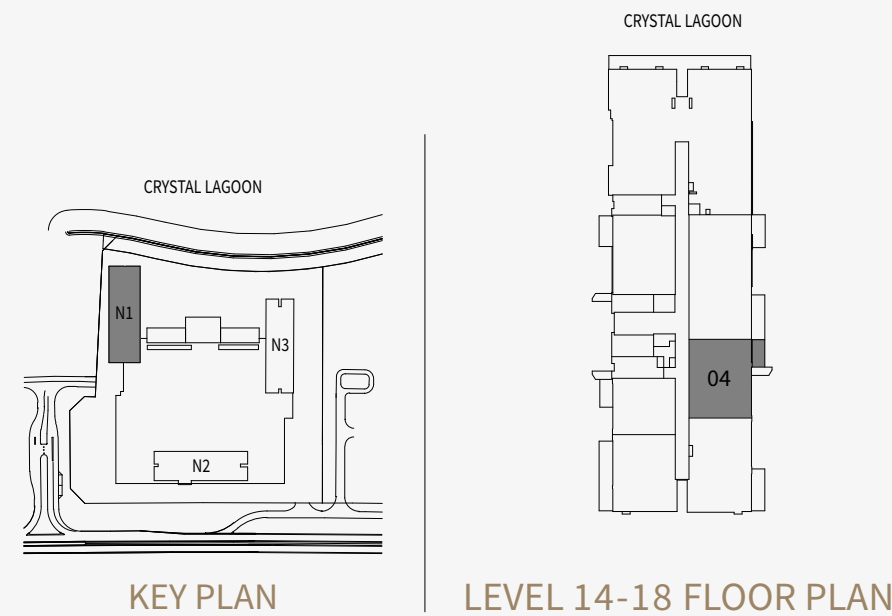 CRYSTAL LAGOON
N1
N3
N2
KEY PLAN
CRYSTAL LAGOON
04
LEVEL 14-18 FLOOR PLAN